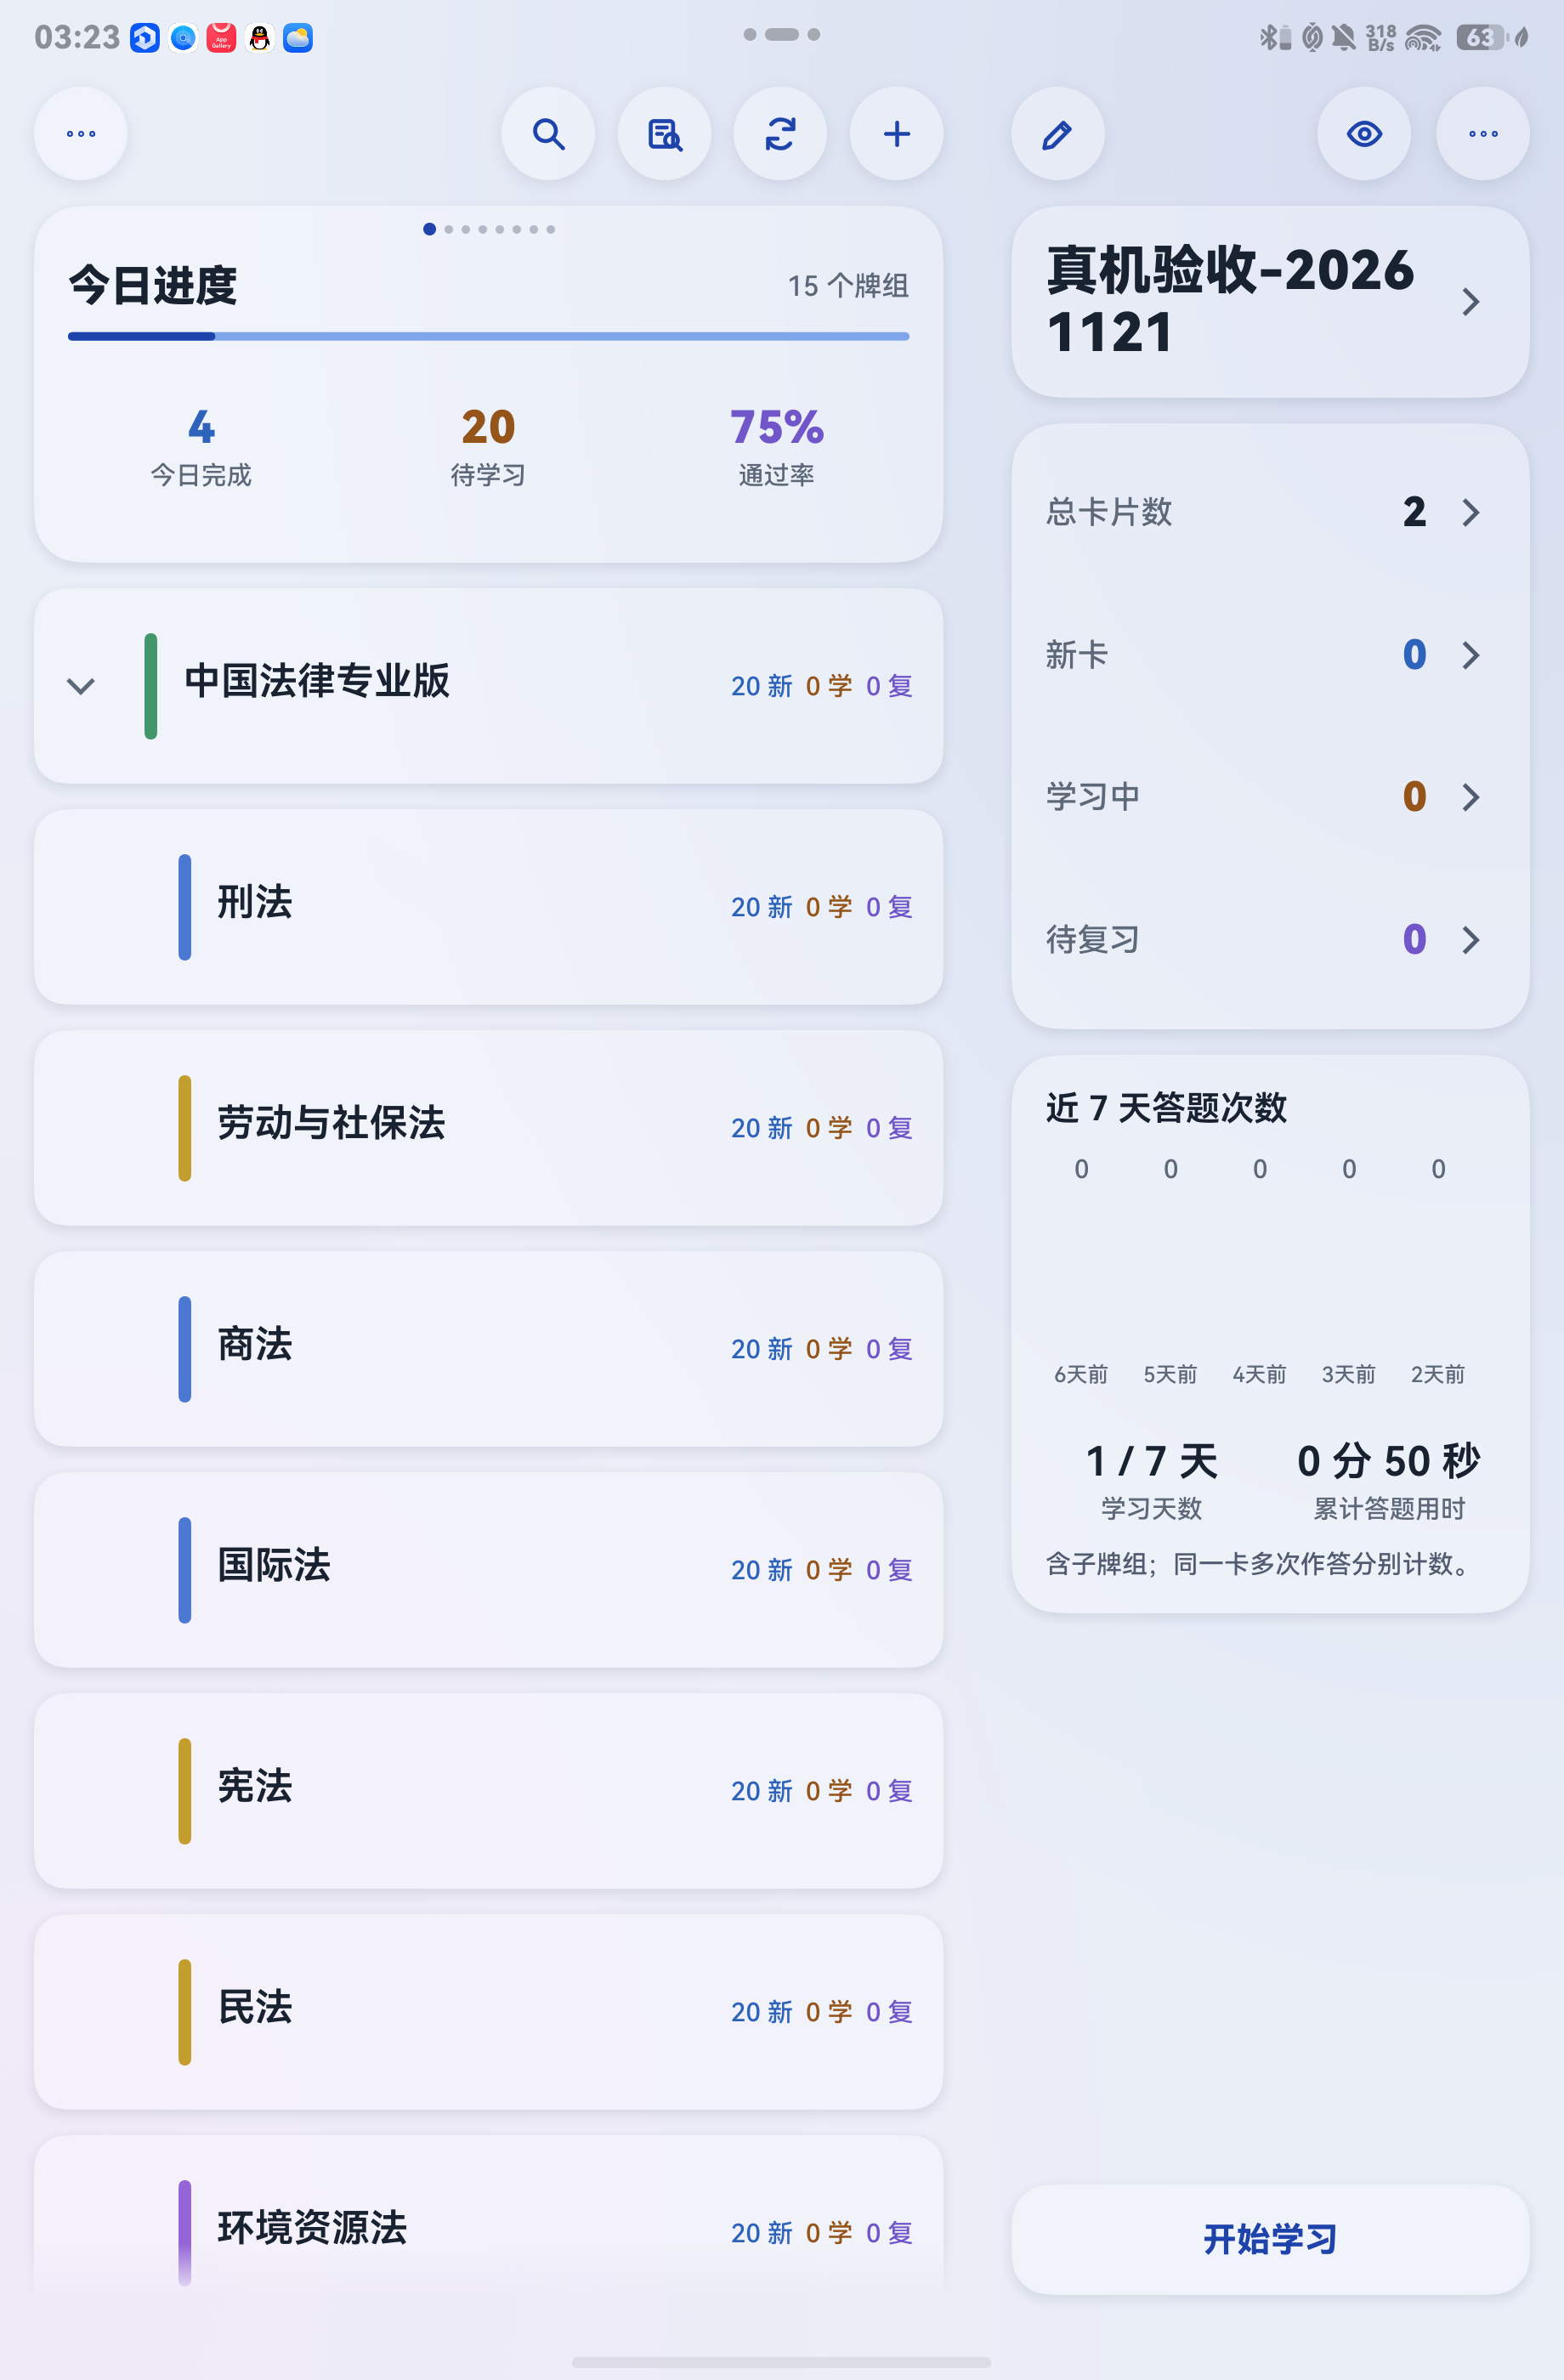 03:23
318
B/s
63
今日进度
15 个牌组
4
20
75%
今日完成
待学习
通过率
中国法律专业版
20 新 0 学 0 复
刑法
20 新 0 学 0 复
劳动与社保法
20 新 0 学 0 复
商法
20 新 0 学 0 复
国际法
20 新 0 学 0 复
宪法
20 新 0 学 0 复
民法
20 新 0 学 0 复
环境资源法
20 新 0 学 0 复
真机验收-2026
1121
总卡片数
2
新卡
0
学习中
0
待复习
0
近 7 天答题次数
0 0 0 0 0
6天前 5天前 4天前 3天前 2天前
1 / 7 天
0 分 50 秒
学习天数
累计答题用时
含子牌组；同一卡多次作答分别计数。
开始学习